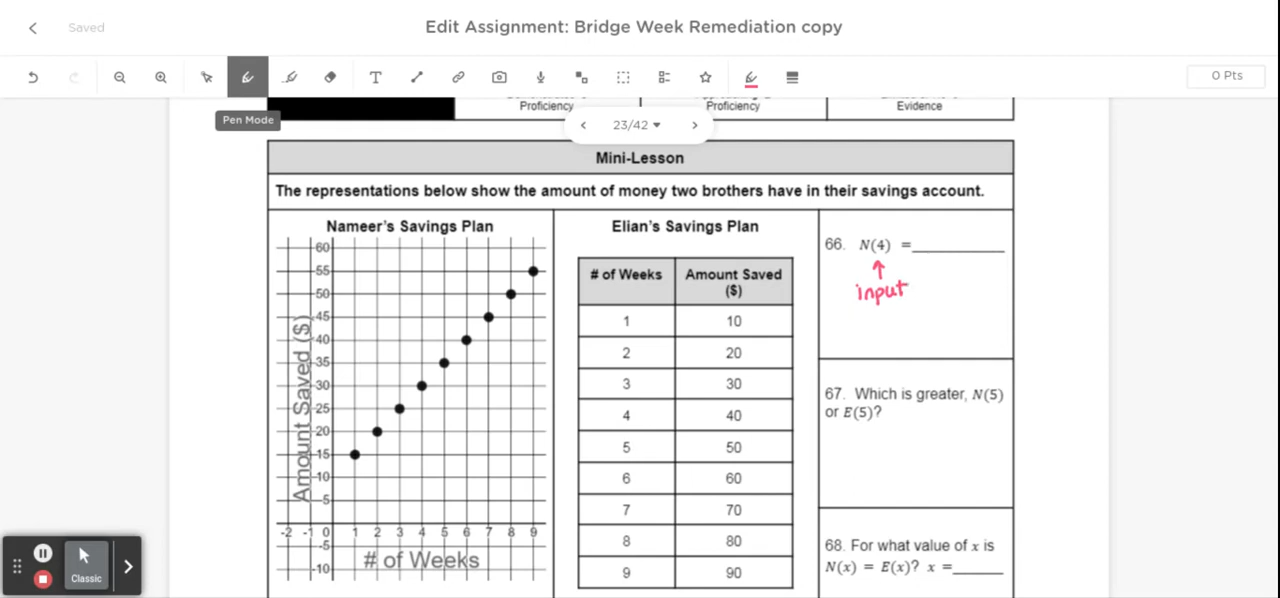 Saved
Edit Assignment: Bridge Week Remediation copy
0 Pts
Pen Mode
Proficiency
Proficiency
Evidence
23/42
Mini-Lesson
The representations below show the amount of money two brothers have in their savings account.
Nameer's Savings Plan
60
55
50
45
40
35
30
25
20
15
10
5
-2 -1 0 1 2 3 4 5 6 7 8 9
-5
-10
Amount Saved ($)
# of Weeks
Elian's Savings Plan
# of Weeks Amount Saved ($)
1 10
2 20
3 30
4 40
5 50
6 60
7 70
8 80
9 90
66. N(4) =__________
input
67. Which is greater, N(5)
or E(5)?
68. For what value of x is
N(x) = E(x)? x =______
Classic